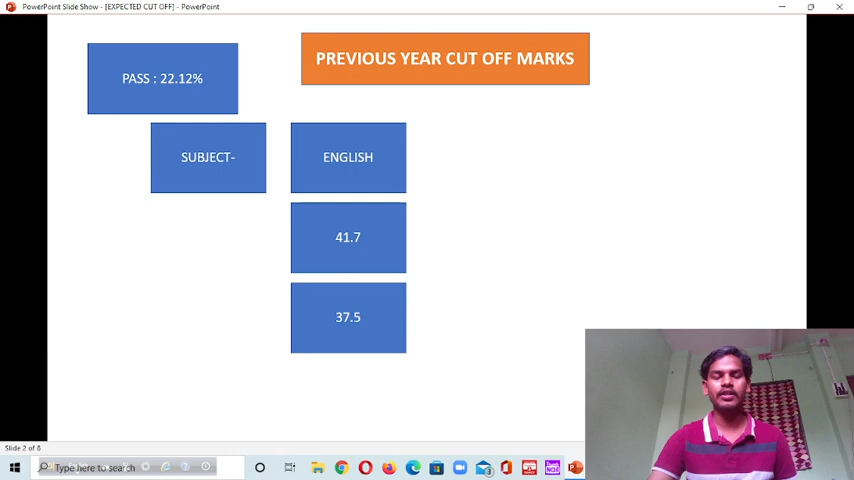 PowerPoint Slide Show - [EXPECTED CUT OFF] - PowerPoint
PREVIOUS YEAR CUT OFF MARKS
PASS : 22.12%
SUBJECT-
ENGLISH
41.7
37.5
Slide 2 of 8
Type here to search